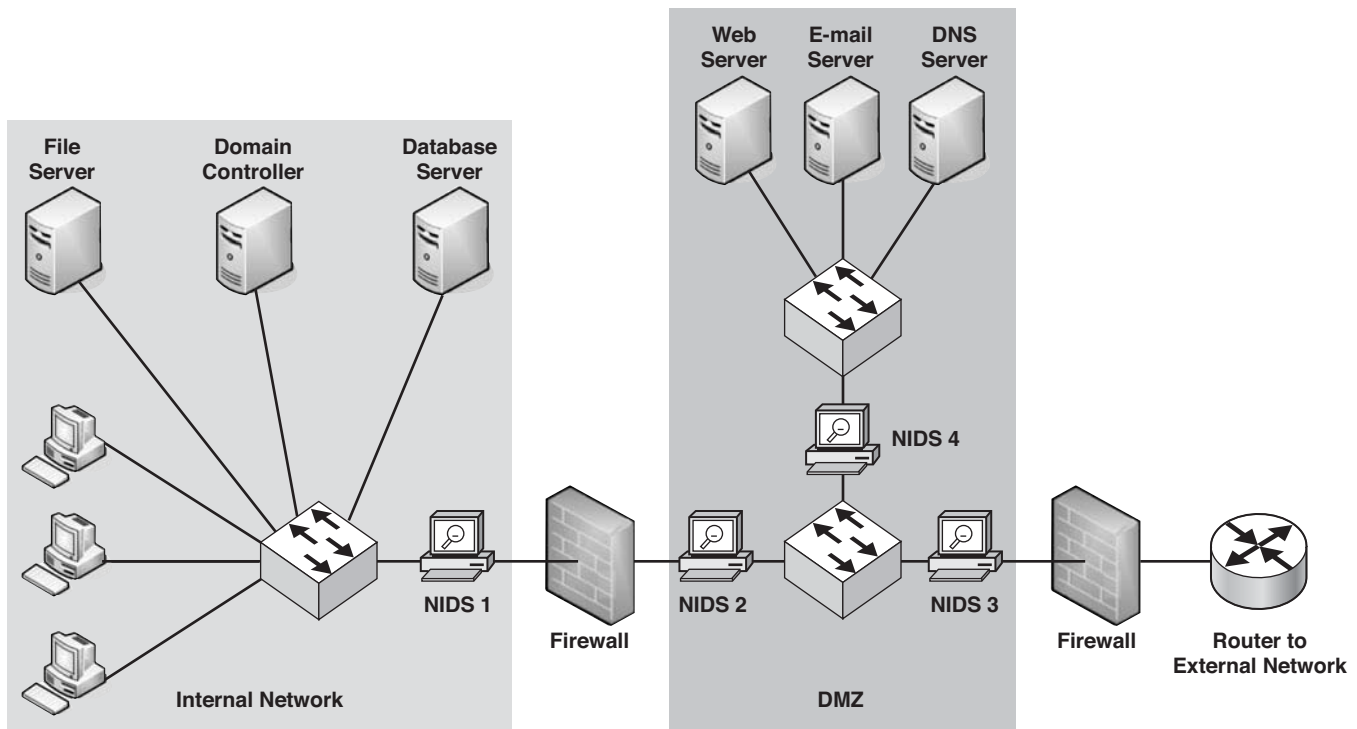 Web
Server
E-mail
Server
DNS
Server
File
Server
Domain
Controller
Database
Server
NIDS 4
NIDS 1
Firewall
NIDS 2
NIDS 3
Firewall
Router to
External Network
Internal Network
DMZ